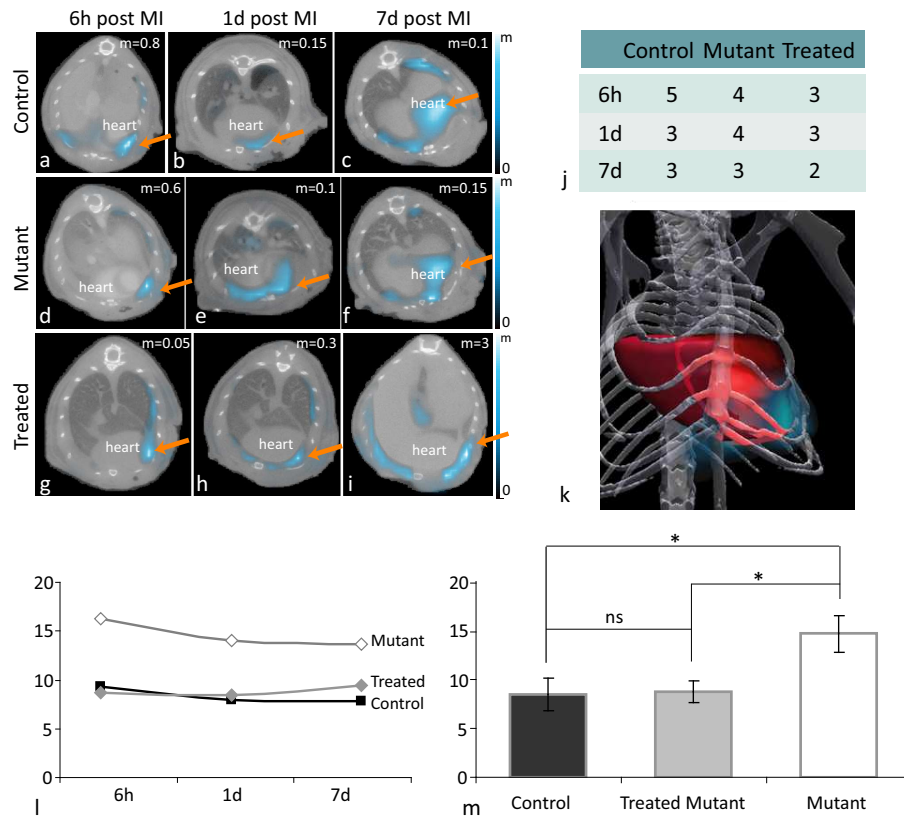 6h post MI 1d post MI 7d post MI
Control
m=0.8 m=0.15 m=0.1 m
heart heart heart
a b c 0
Mutant
m=0.6 m=0.1 m=0.15 m
heart heart heart
d e f 0
Treated
m=0.05 m=0.3 m=3 m
heart heart
g h i 0
Control Mutant Treated
6h 5 4 3
1d 3 4 3
7d 3 3 2
j
k
20
15
10
5
0
Mutant
Treated
Control
6h 1d 7d
l
*
*
ns
20
15
10
5
0
Control Treated Mutant Mutant
m